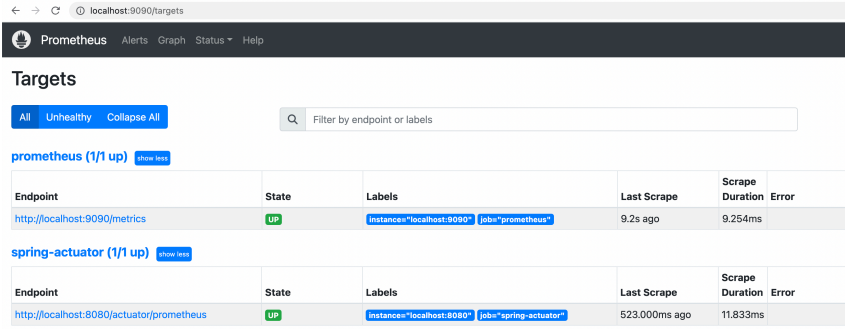 localhost:9090/targets
Prometheus Alerts Graph Status Help
Targets
All Unhealthy Collapse All
Filter by endpoint or labels
prometheus (1/1 up) show less
Endpoint State Labels Last Scrape Scrape Duration Error
http://localhost:9090/metrics UP instance="localhost:9090" job="prometheus" 9.2s ago 9.254ms
spring-actuator (1/1 up) show less
Endpoint State Labels Last Scrape Scrape Duration Error
http://localhost:8080/actuator/prometheus UP instance="localhost:8080" job="spring-actuator" 523.000ms ago 11.833ms